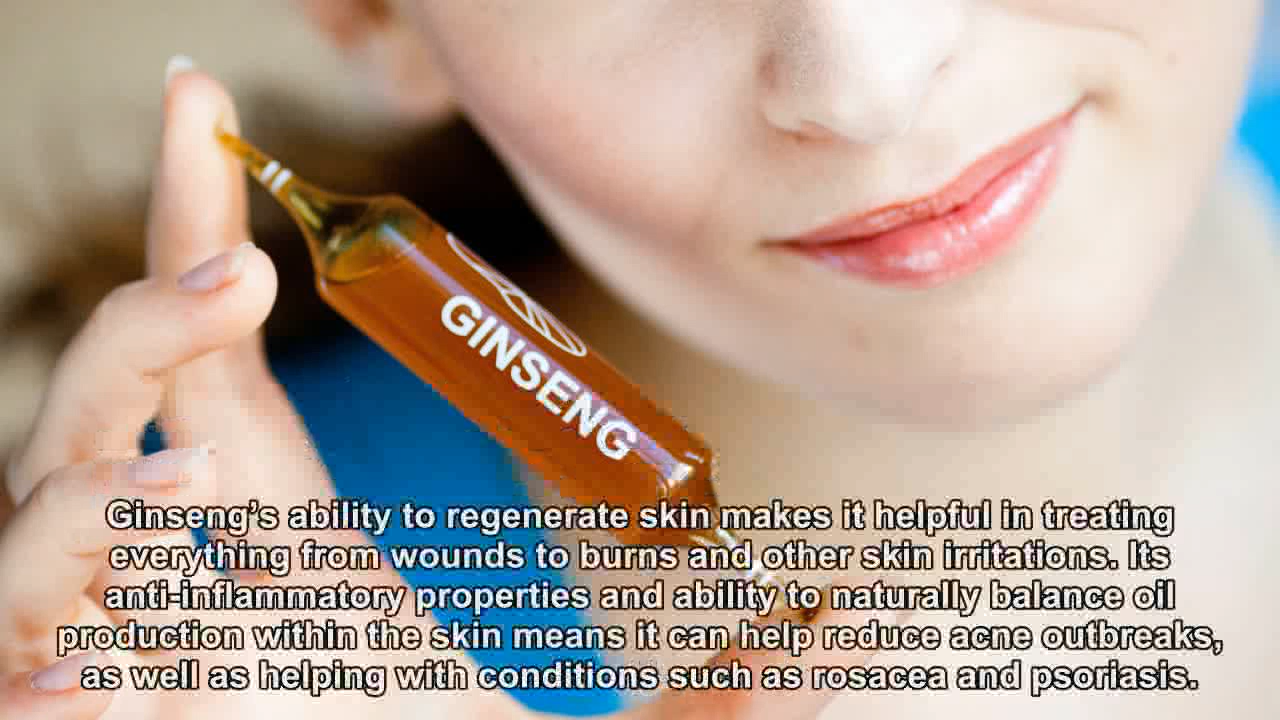 GINSENG
Ginseng’s ability to regenerate skin makes it helpful in treating
everything from wounds to burns and other skin irritations. Its
anti-inflammatory properties and ability to naturally balance oil
production within the skin means it can help reduce acne outbreaks,
as well as helping with conditions such as rosacea and psoriasis.